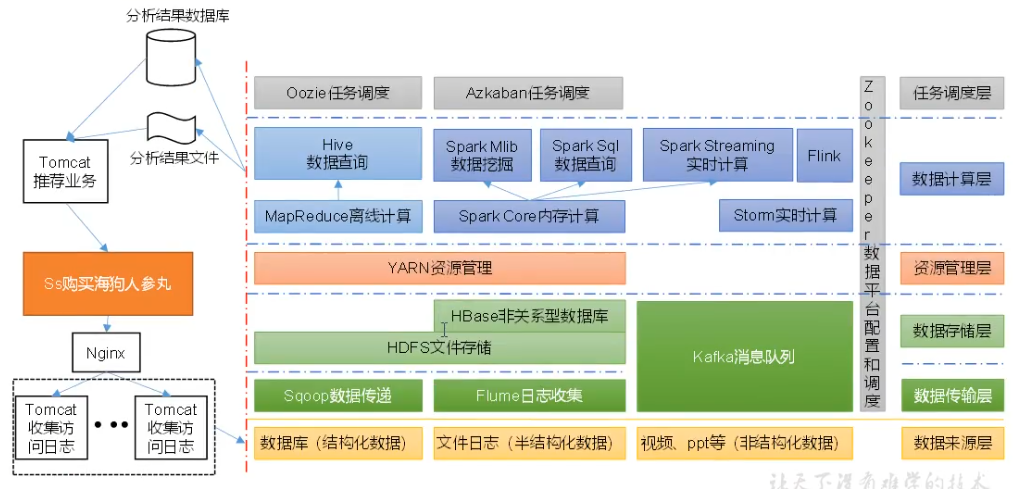 分析结果数据库
分析结果文件
Tomcat
推荐业务
Ss购买海狗人参丸
Nginx
Tomcat
收集访
问日志
•••
Tomcat
收集访
问日志
Oozie任务调度
Azkaban任务调度
任务调度层
Hive
数据查询
Spark Mlib
数据挖掘
Spark Sql
数据查询
Spark Streaming
实时计算
Flink
数据计算层
MapReduce离线计算
Spark Core内存计算
Storm实时计算
YARN资源管理
资源管理层
HBase非关系型数据库
HDFS文件存储
Kafka消息队列
数据存储层
Sqoop数据传递
Flume日志收集
数据传输层
Zookeeper数据平台配置和调度
数据库（结构化数据）
文件日志（半结构化数据）
视频、ppt等（非结构化数据）
数据来源层
让天下没有难学的技术